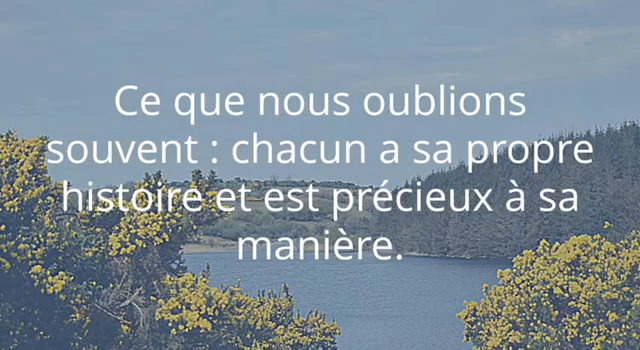 Ce que nous oublions
souvent : chacun a sa propre
histoire et est précieux à sa
manière.